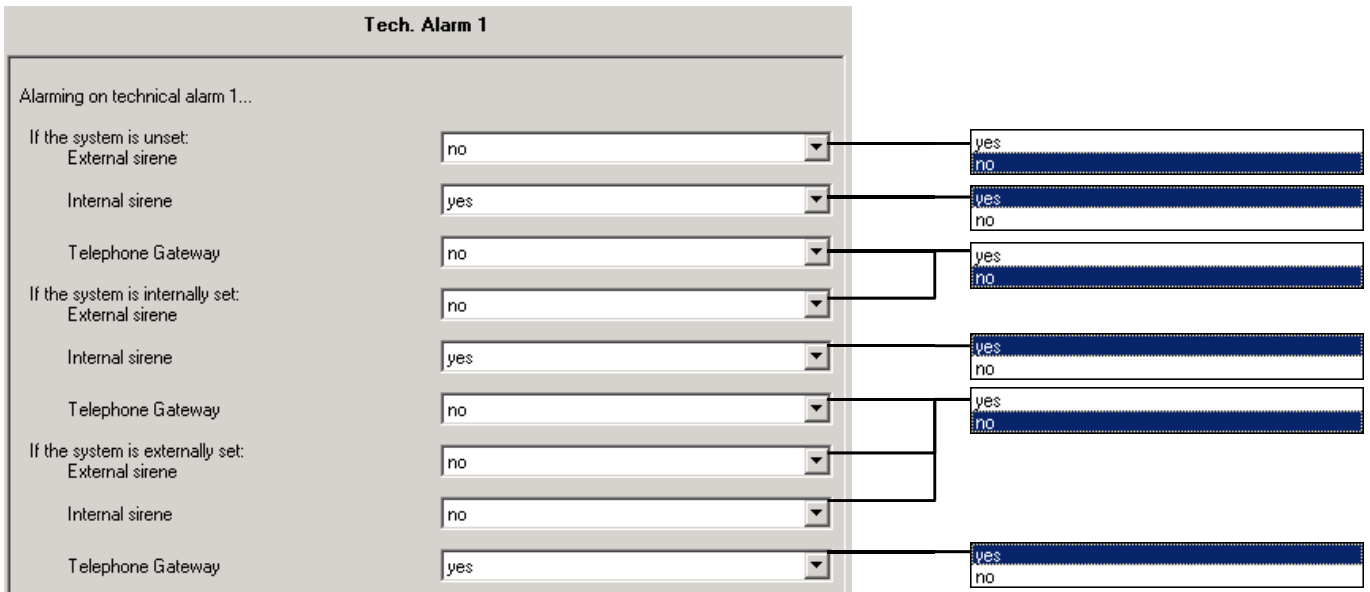 Tech. Alarm 1
Alarming on technical alarm 1...
If the system is unset:
External sirene
no
yes
no
Internal sirene
yes
yes
no
Telephone Gateway
no
yes
no
If the system is internally set:
External sirene
no
Internal sirene
yes
yes
no
Telephone Gateway
no
yes
no
If the system is externally set:
External sirene
no
Internal sirene
no
Telephone Gateway
yes
yes
no